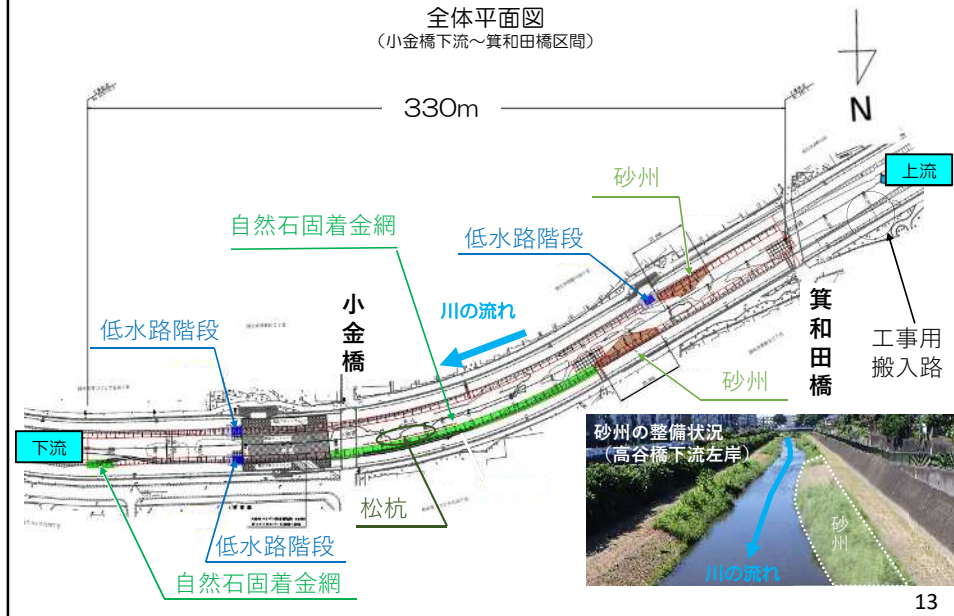 全体平面図
(小金橋下流～箕和田橋区間)
330m
N
上流
砂州
自然石固着金網
低水路階段
小金橋
川の流れ
低水路階段
箕和田橋
工事用
搬入路
砂州
下流
松杭
低水路階段
自然石固着金網
砂州の整備状況
(高谷橋下流左岸)
砂州
川の流れ
13